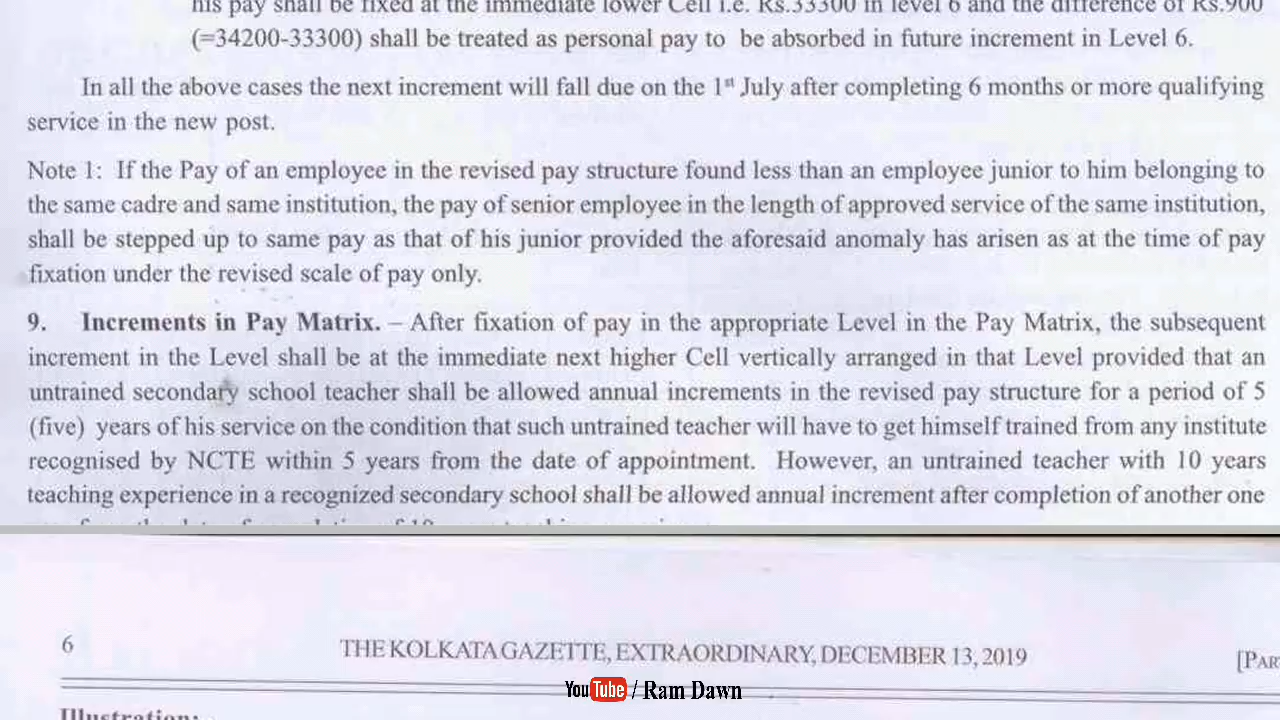 his pay shall be fixed at the immediate lower Cell i.e. Rs.33300 in level 6 and the difference of Rs.900
(=34200-33300) shall be treated as personal pay to be absorbed in future increment in Level 6.
In all the above cases the next increment will fall due on the 1st July after completing 6 months or more qualifying
service in the new post.
Note 1: If the Pay of an employee in the revised pay structure found less than an employee junior to him belonging to
the same cadre and same institution, the pay of senior employee in the length of approved service of the same institution,
shall be stepped up to same pay as that of his junior provided the aforesaid anomaly has arisen as at the time of pay
fixation under the revised scale of pay only.
9. Increments in Pay Matrix. – After fixation of pay in the appropriate Level in the Pay Matrix, the subsequent
increment in the Level shall be at the immediate next higher Cell vertically arranged in that Level provided that an
untrained secondary school teacher shall be allowed annual increments in the revised pay structure for a period of 5
(five) years of his service on the condition that such untrained teacher will have to get himself trained from any institute
recognised by NCTE within 5 years from the date of appointment. However, an untrained teacher with 10 years
teaching experience in a recognized secondary school shall be allowed annual increment after completion of another one
6 THE KOLKATA GAZETTE, EXTRAORDINARY, DECEMBER 13, 2019 [PAR
YouTube / Ram Dawn
Illustration: